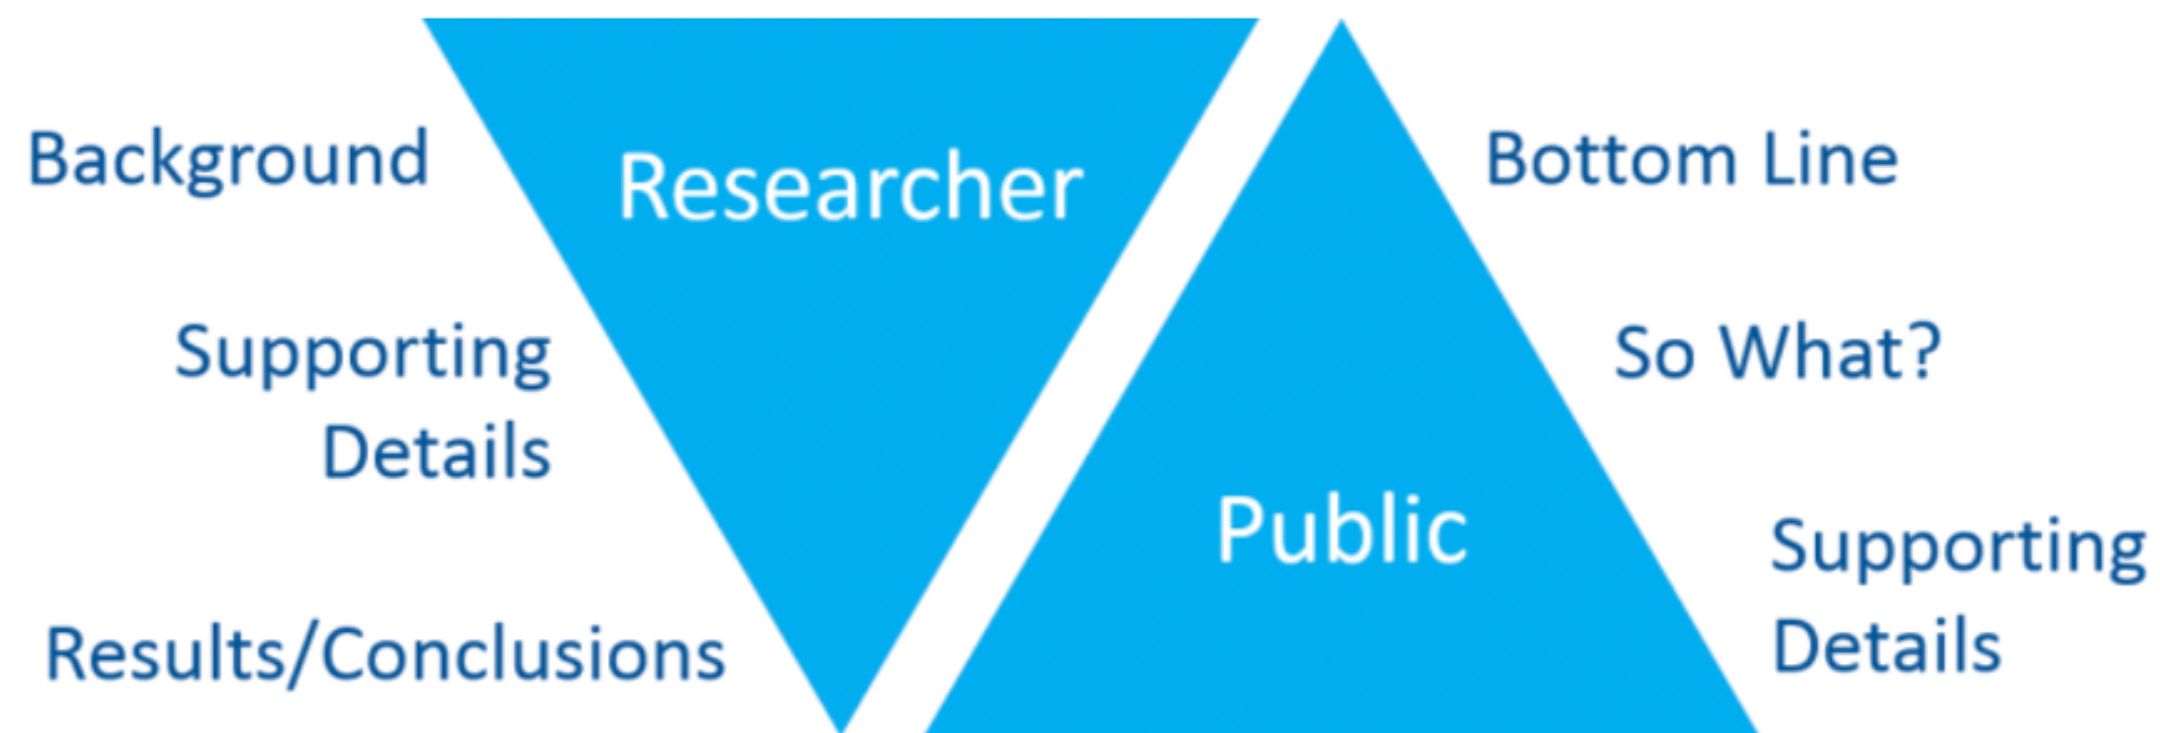 Background
Supporting
Details
Results/Conclusions
Researcher
Public
Bottom Line
So What?
Supporting
Details